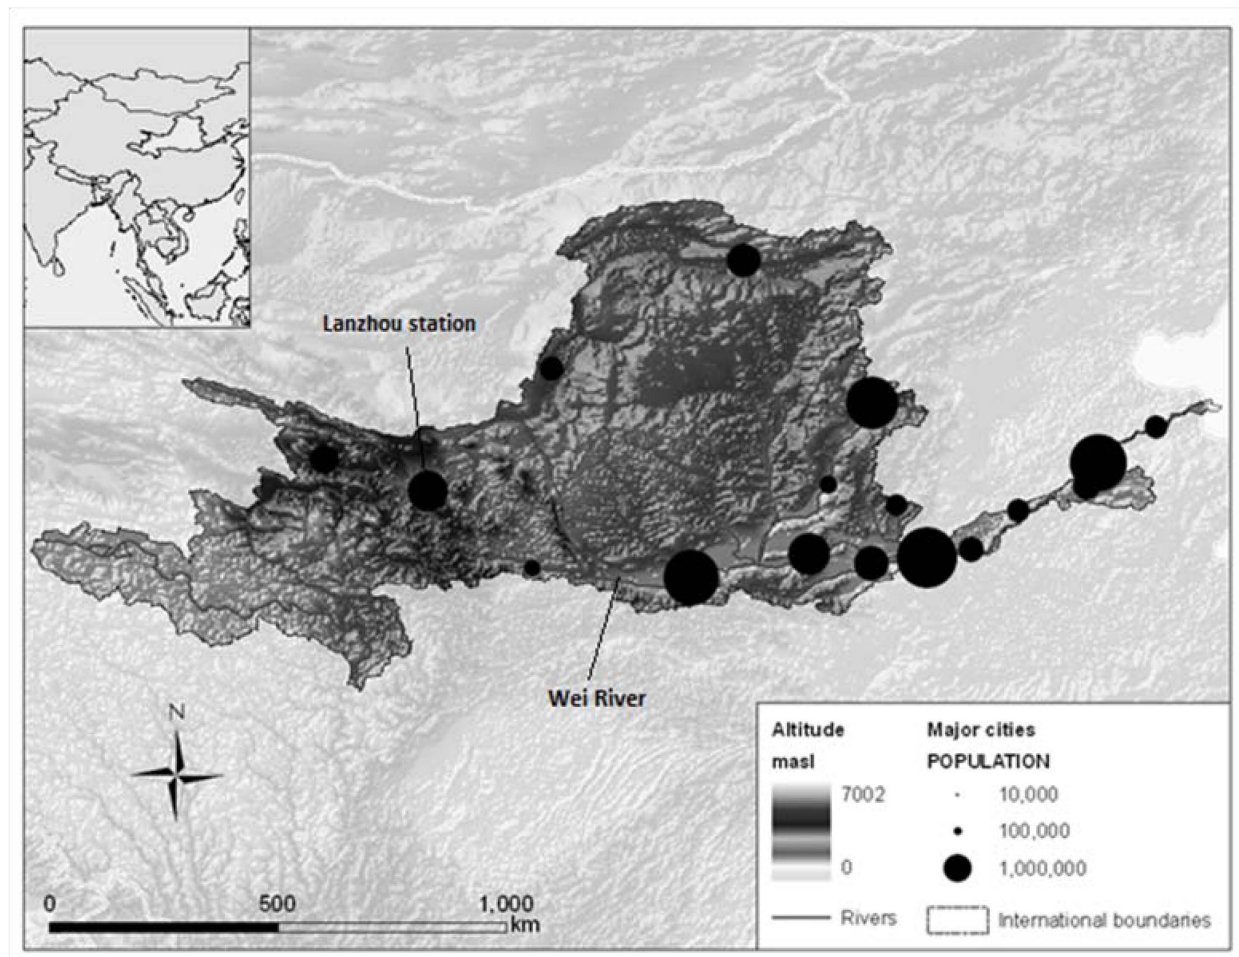 Lanzhou station
Wei River
N
0 500 1,000
km
Altitude
masl
7002
0
Major cities
POPULATION
10,000
100,000
1,000,000
Rivers
International boundaries